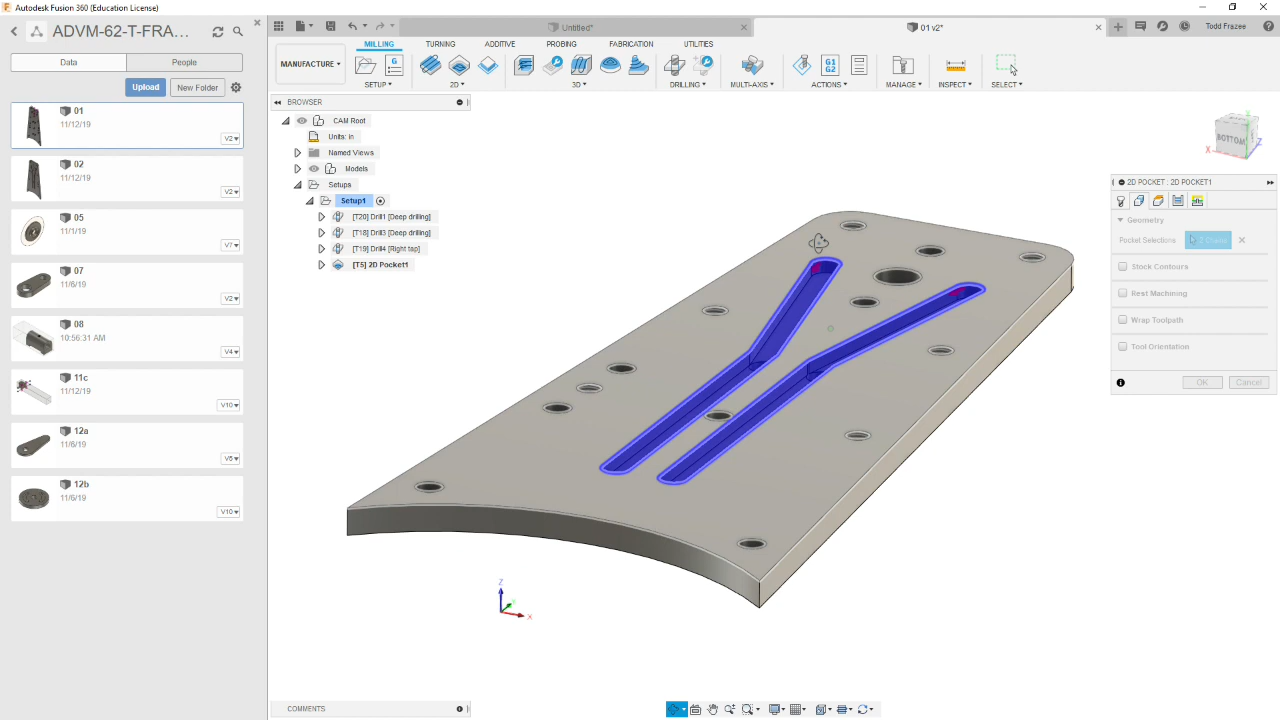 Autodesk Fusion 360 (Education License)
ADVM-62-T-FRA...
Untitled*
01 v2*
Todd Frazee
Data
People
Upload
New Folder
MANUFACTURE
MILLING
TURNING
ADDITIVE
PROBING
FABRICATION
UTILITIES
G1
G2
SETUP
2D
3D
DRILLING
MULTI-AXIS
ACTIONS
MANAGE
INSPECT
SELECT
01
11/12/19
V2
02
11/12/19
V2
05
11/1/19
V7
07
11/6/19
V2
08
10:56:31 AM
V4
11c
11/12/19
V10
12a
11/6/19
V5
12b
11/6/19
V10
BROWSER
CAM Root
Units: in
Named Views
Models
Setups
Setup1
[T20] Drill1 [Deep drilling]
[T18] Drill3 [Deep drilling]
[T19] Drill4 [Right tap]
[T5] 2D Pocket1
BOTTOM
X
Z
2D POCKET : 2D POCKET1
Geometry
Pocket Selections
Stock Contours
Rest Machining
Wrap Toolpath
Tool Orientation
OK
Cancel
Z
X
COMMENTS